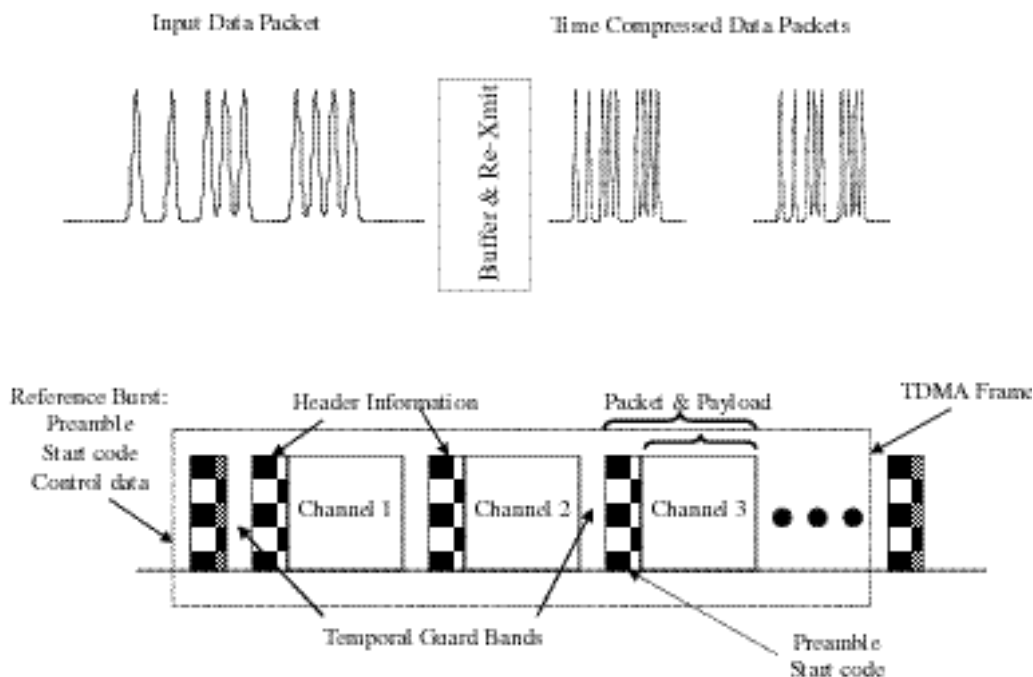 Input Data Packet
Time Compressed Data Packets
Buffer & Re-Xmit
Reference Burst:
Preamble
Start code
Control data
Header Information
Packet & Payload
TDMA Frame
Channel 1
Channel 2
Channel 3
Temporal Guard Bands
Preamble
Start code